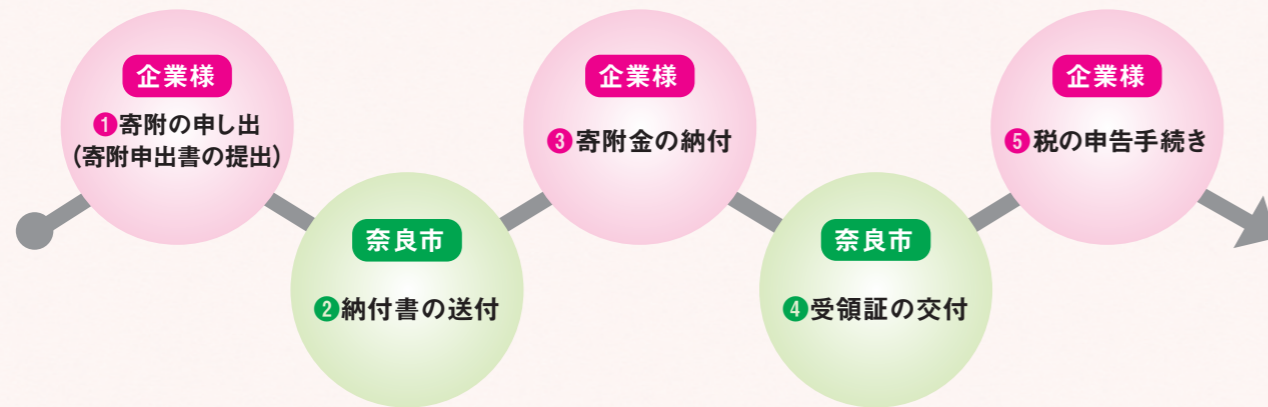 企業様
❶寄附の申し出
(寄附申出書の提出)
奈良市
❷納付書の送付
企業様
❸寄附金の納付
奈良市
❹受領証の交付
企業様
❺税の申告手続き